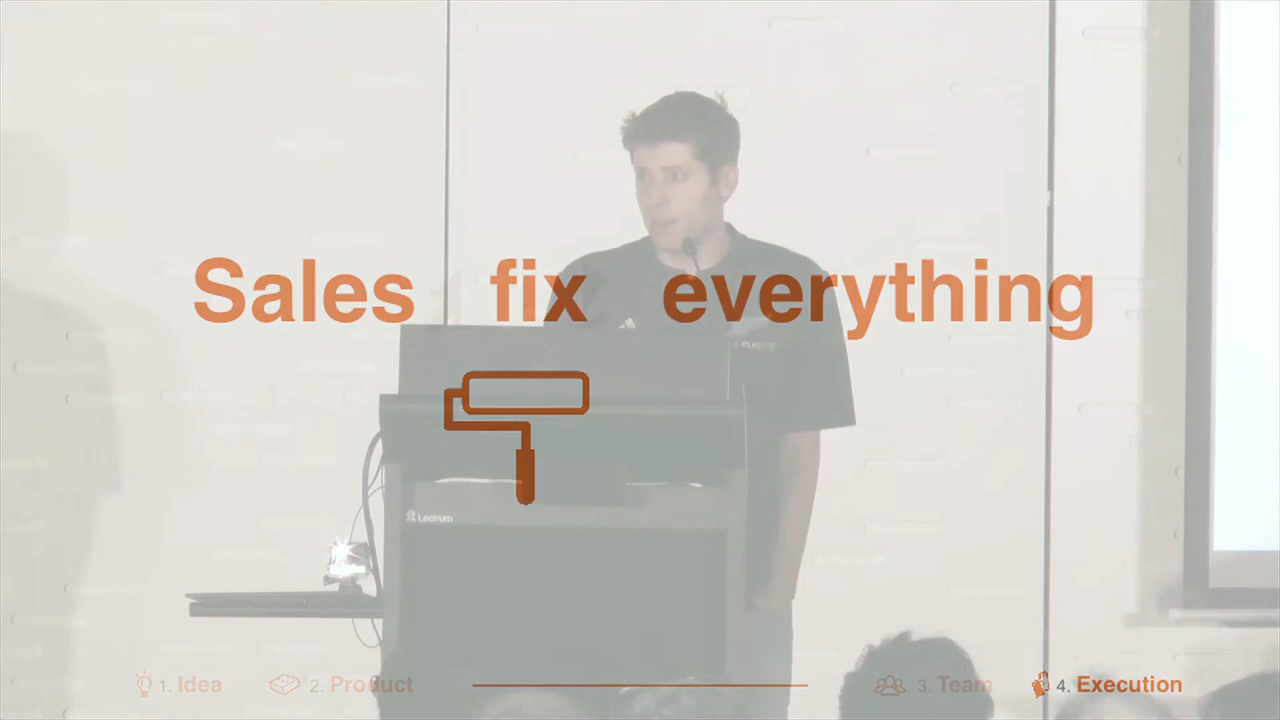 Sales fix everything
Lectrum
1. Idea 2. Product 3. Team 4. Execution